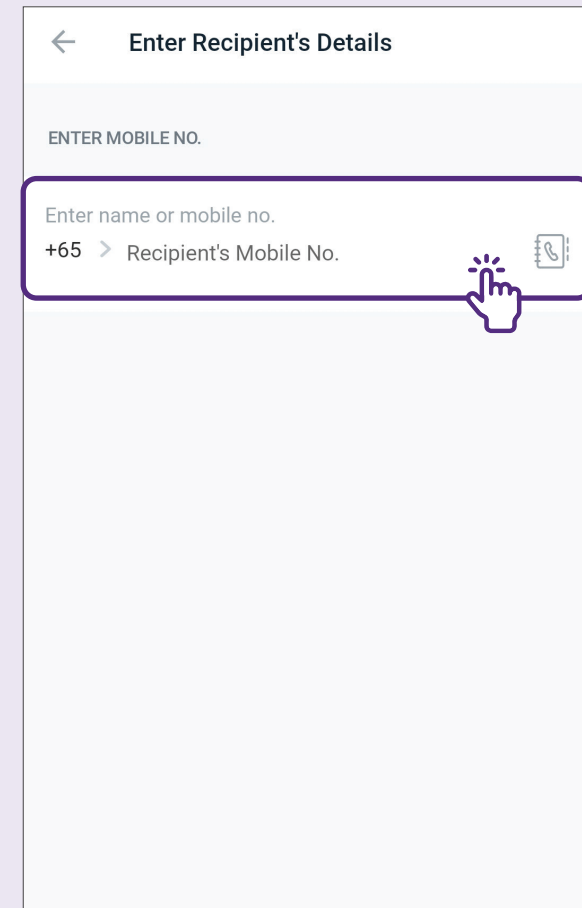 Enter Recipient's Details
ENTER MOBILE NO.
Enter name or mobile no.
+65 > Recipient's Mobile No.